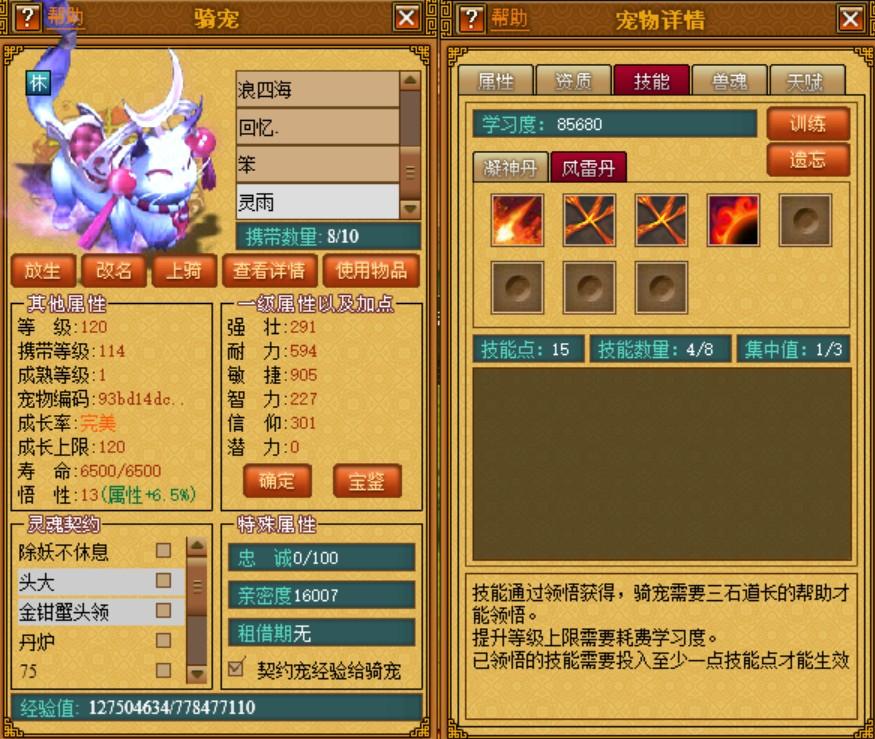 ? 帮助 骑宠
休
浪四海
回忆.
笨
灵雨
携带数量: 8/10
放生 改名 上骑 查看详情 使用物品
其他属性
等 级:120
携带等级:114
成熟等级:1
宠物编码:93bd14dc..
成长率:完美
成长上限:120
寿 命:6500/6500
悟 性:13(属性+6.5%)
一级属性以及加点
强 壮:291
耐 力:594
敏 捷:905
智 力:227
信 仰:301
潜 力:0
确定 宝鉴
灵魂契约
除妖不休息
头大
金钳蟹头领
丹炉
75
特殊属性
忠 诚0/100
亲密度16007
租借期无
契约宠经验给骑宠
经验值: 127504634/778477110
? 帮助 宠物详情
属性 资质 技能 兽魂 天赋
学习度: 85680
训练
遗忘
凝神丹 风雷丹
技能点: 15 技能数量: 4/8 集中值: 1/3
技能通过领悟获得，骑宠需要三石道长的帮助才
能领悟。
提升等级上限需要耗费学习度。
已领悟的技能需要投入至少一点技能点才能生效